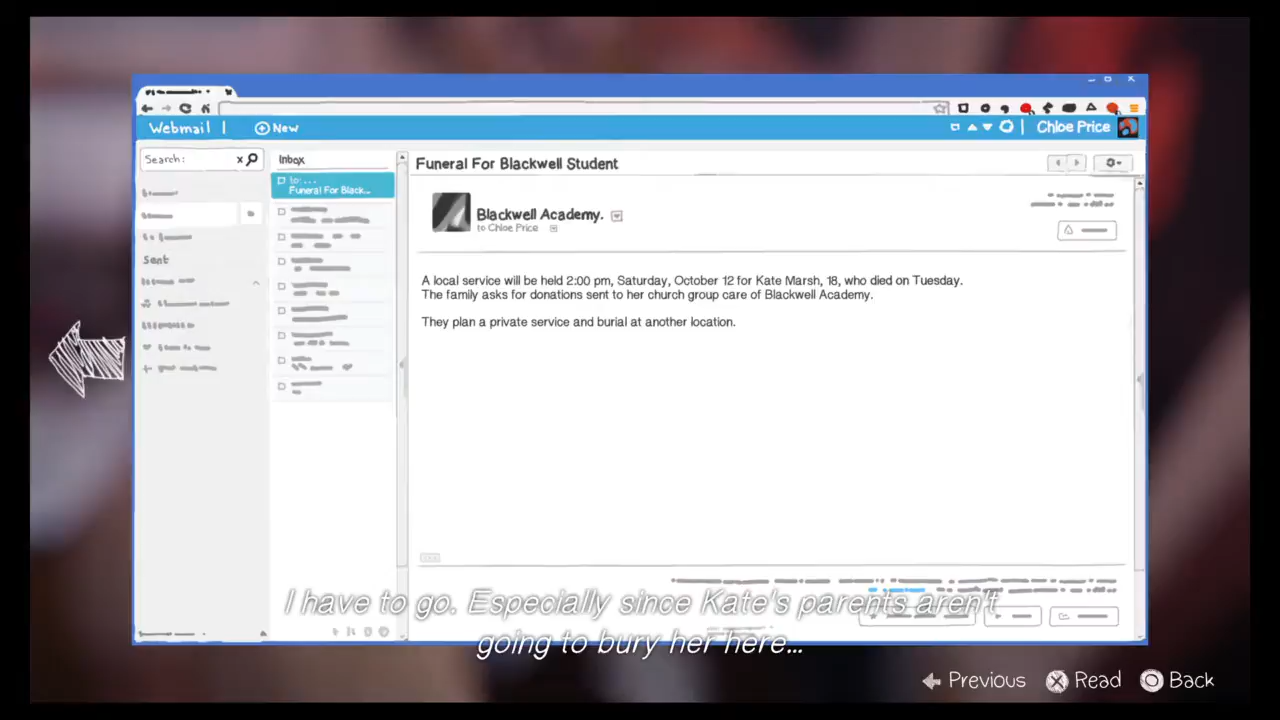 Webmail
New
Chloe Price
Search:
x
Inbox
Funeral For Blackwell Student
to: ...
Funeral For Black...
Blackwell Academy.
to Chloe Price
Sent
A local service will be held 2:00 pm, Saturday, October 12 for Kate Marsh, 18, who died on Tuesday.
The family asks for donations sent to her church group care of Blackwell Academy.
They plan a private service and burial at another location.
I have to go. Especially since Kate's parents aren't
going to bury her here...
Previous
Read
Back